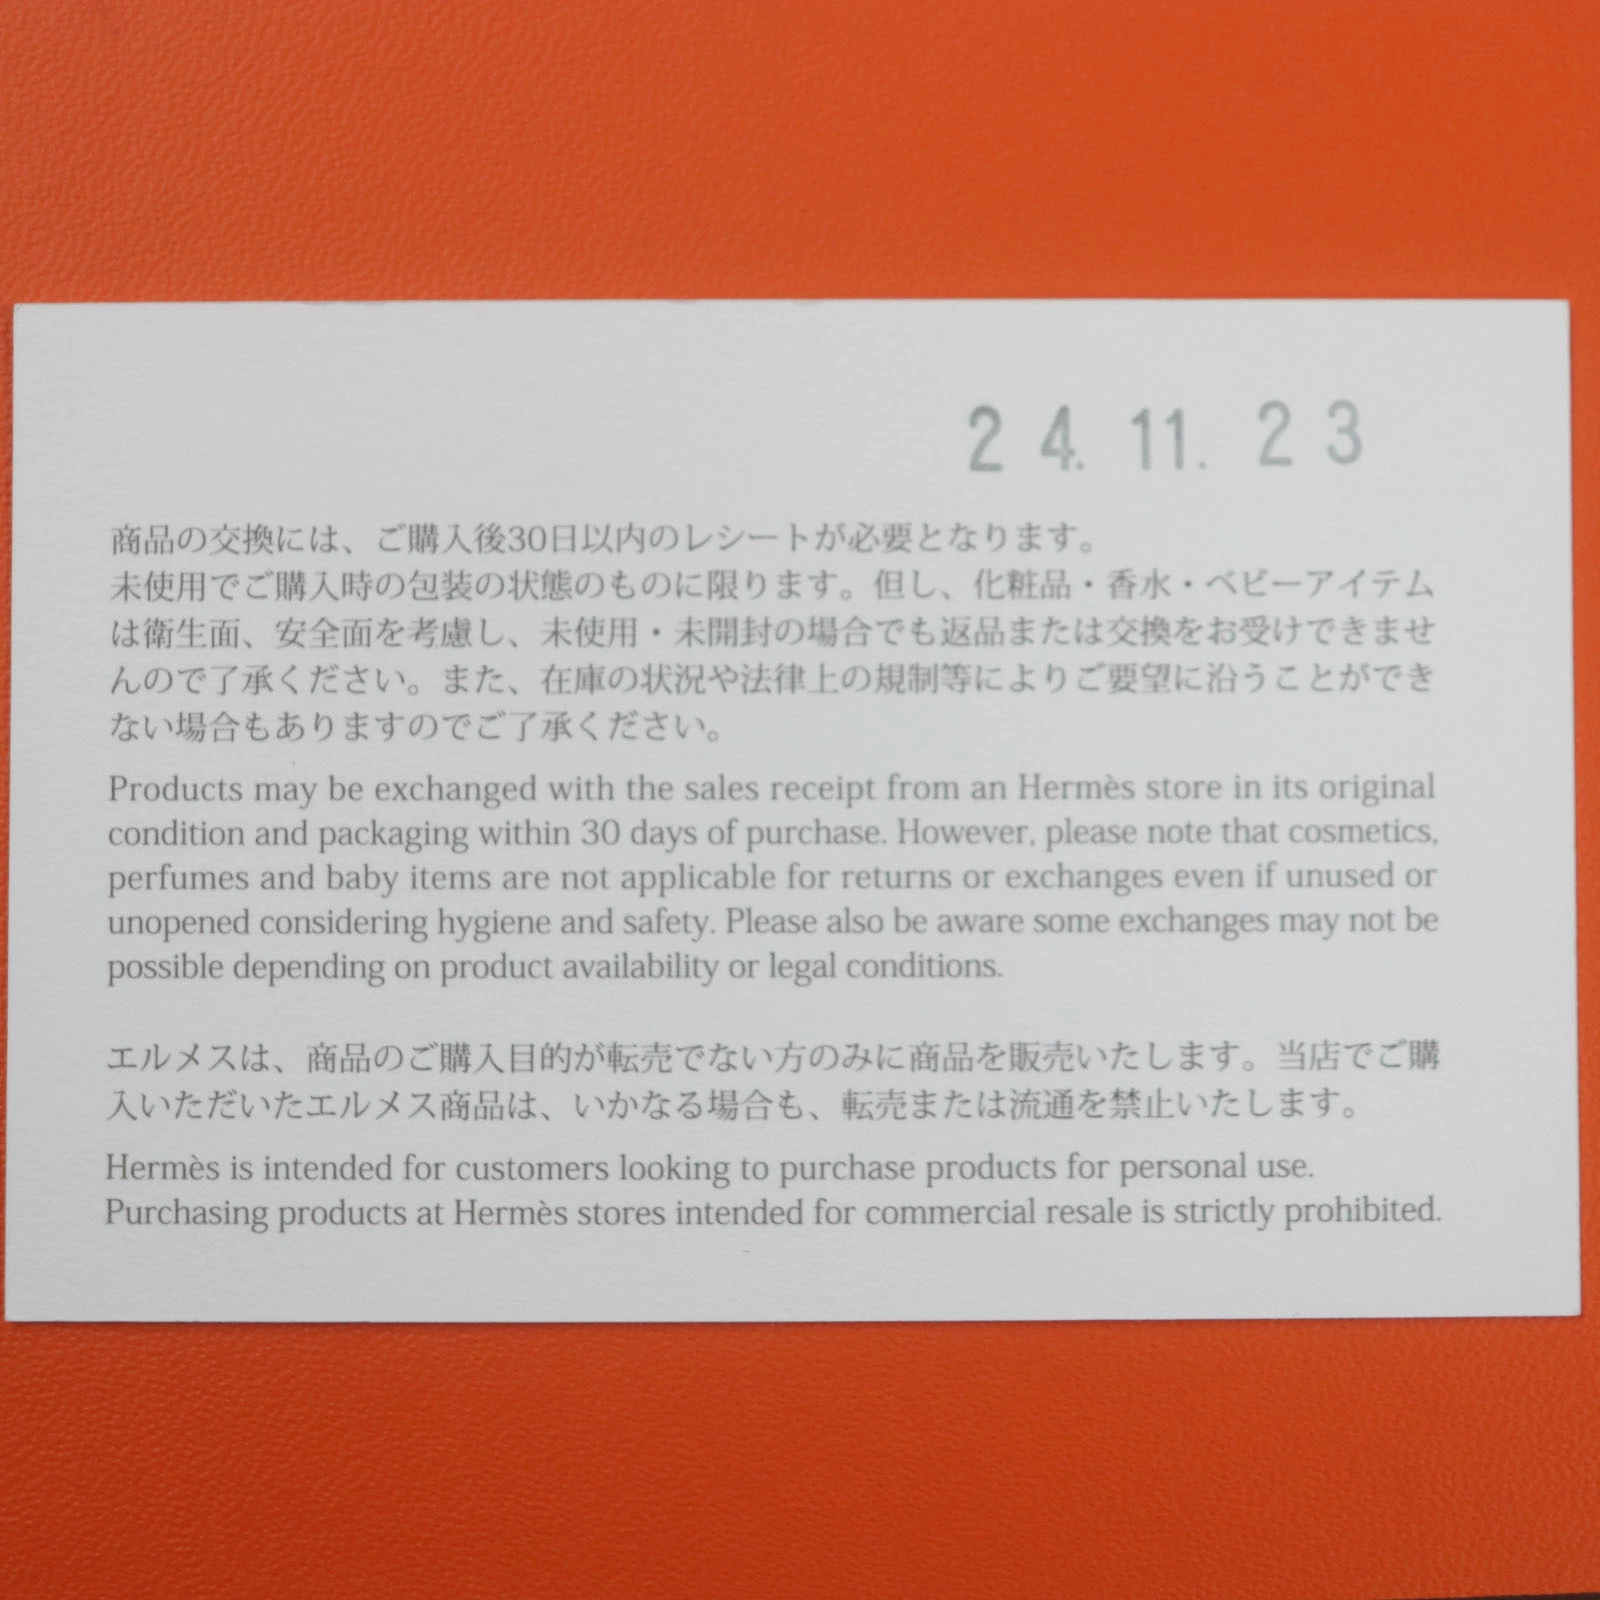 24.11.23
商品の交換には、ご購入後30日以内のレシートが必要となります。
未使用でご購入時の包装の状態のものに限ります。但し、化粧品・香水・ベビーアイテム
は衛生面、安全面を考慮し、未使用・未開封の場合でも返品または交換をお受けできませ
んので了承ください。また、在庫の状況や法律上の規制等によりご要望に沿うことができ
ない場合もありますのでご了承ください。
Products may be exchanged with the sales receipt from an Hermès store in its original
condition and packaging within 30 days of purchase. However, please note that cosmetics,
perfumes and baby items are not applicable for returns or exchanges even if unused or
unopened considering hygiene and safety. Please also be aware some exchanges may not be
possible depending on product availability or legal conditions.
エルメスは、商品のご購入目的が転売でない方のみに商品を販売いたします。当店でご購
入いただいたエルメス商品は、いかなる場合も、転売または流通を禁止いたします。
Hermès is intended for customers looking to purchase products for personal use.
Purchasing products at Hermès stores intended for commercial resale is strictly prohibited.